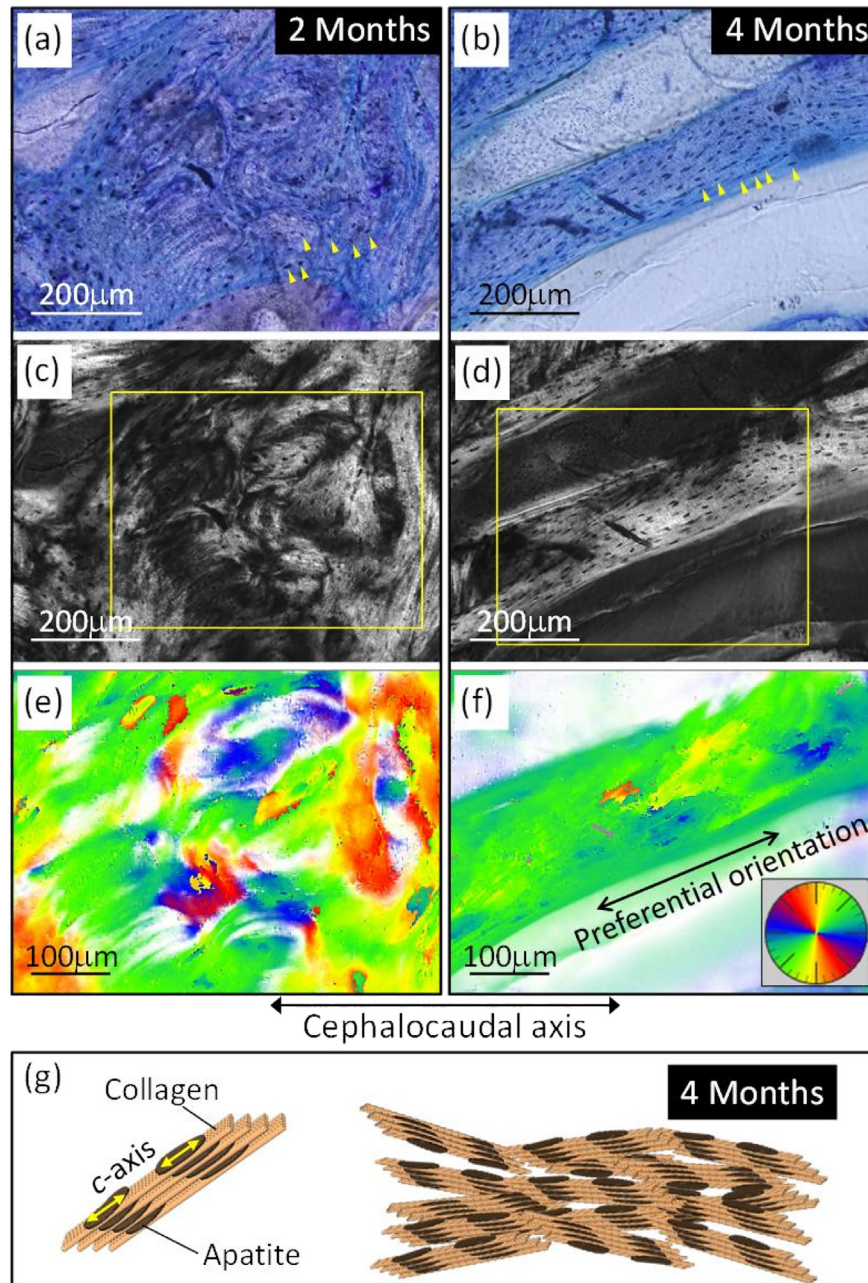 (a)
2 Months
200μm
(b)
4 Months
200μm
(c)
200μm
(d)
200μm
(e)
100μm
(f)
Preferential orientation
100μm
Cephalocaudal axis
(g)
Collagen
c-axis
Apatite
4 Months